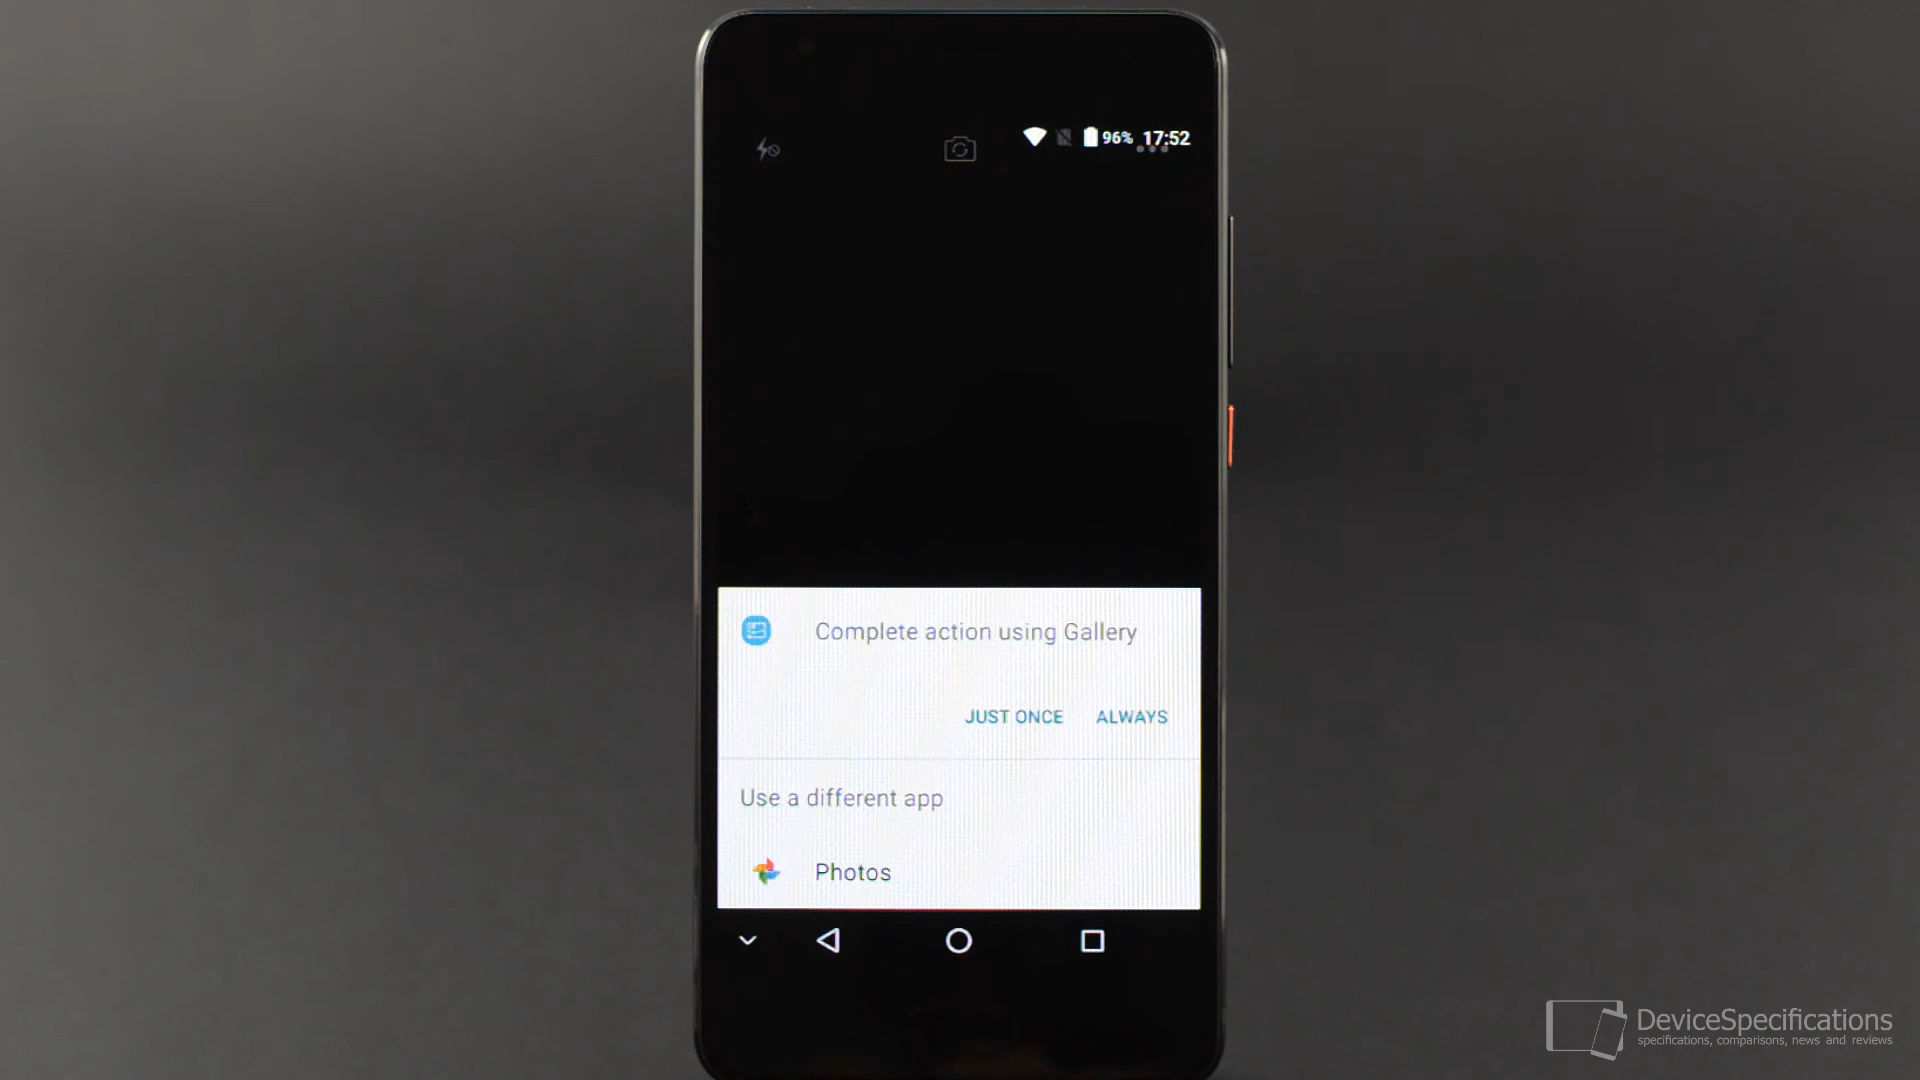 96% 17:52
Complete action using Gallery
JUST ONCE ALWAYS
Use a different app
Photos
DeviceSpecifications
specifications, comparisons, news and reviews